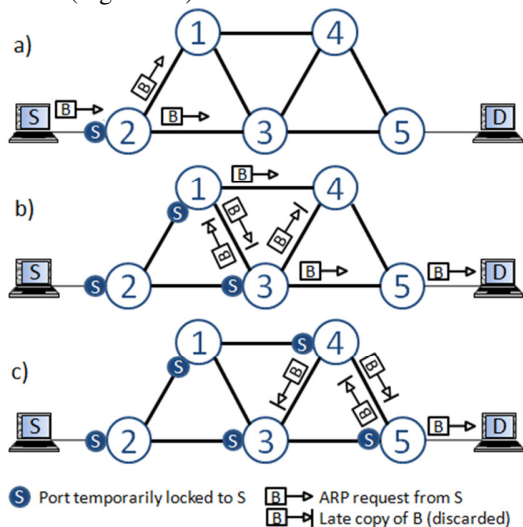 a)
1 4
B
S B S 2 B 3 5 D
b)
1 B 4
S B B B
S S 2 S 3 B 5 B D
c)
1 S 4
S B B B
S S 2 S 3 S 5 B D
S Port temporarily locked to S
B ARP request from S
B Late copy of B (discarded)